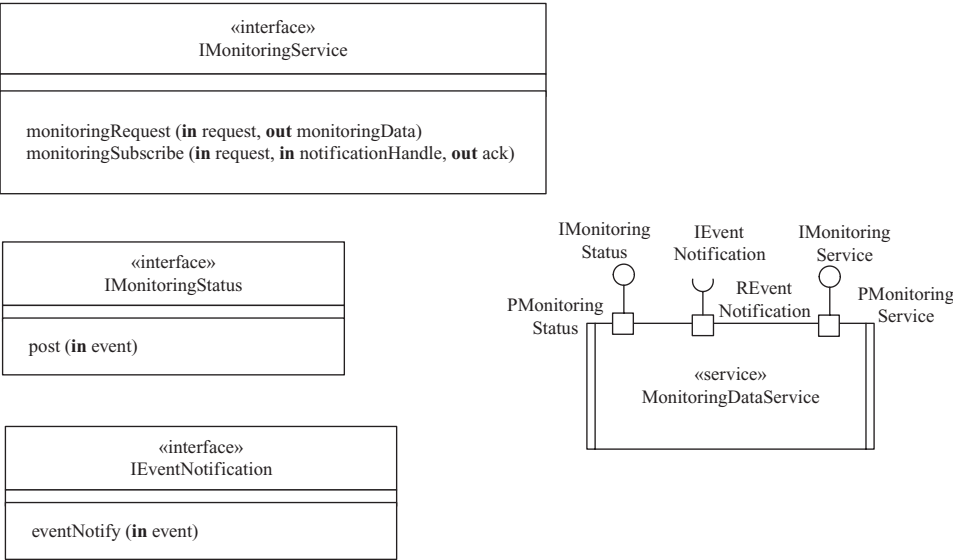 «interface»
IMonitoringService
monitoringRequest (in request, out monitoringData)
monitoringSubscribe (in request, in notificationHandle, out ack)
«interface»
IMonitoringStatus
post (in event)
«interface»
IEventNotification
eventNotify (in event)
IMonitoring
Status
IEvent
Notification
IMonitoring
Service
PMonitoring
Status
REvent
Notification
PMonitoring
Service
«service»
MonitoringDataService